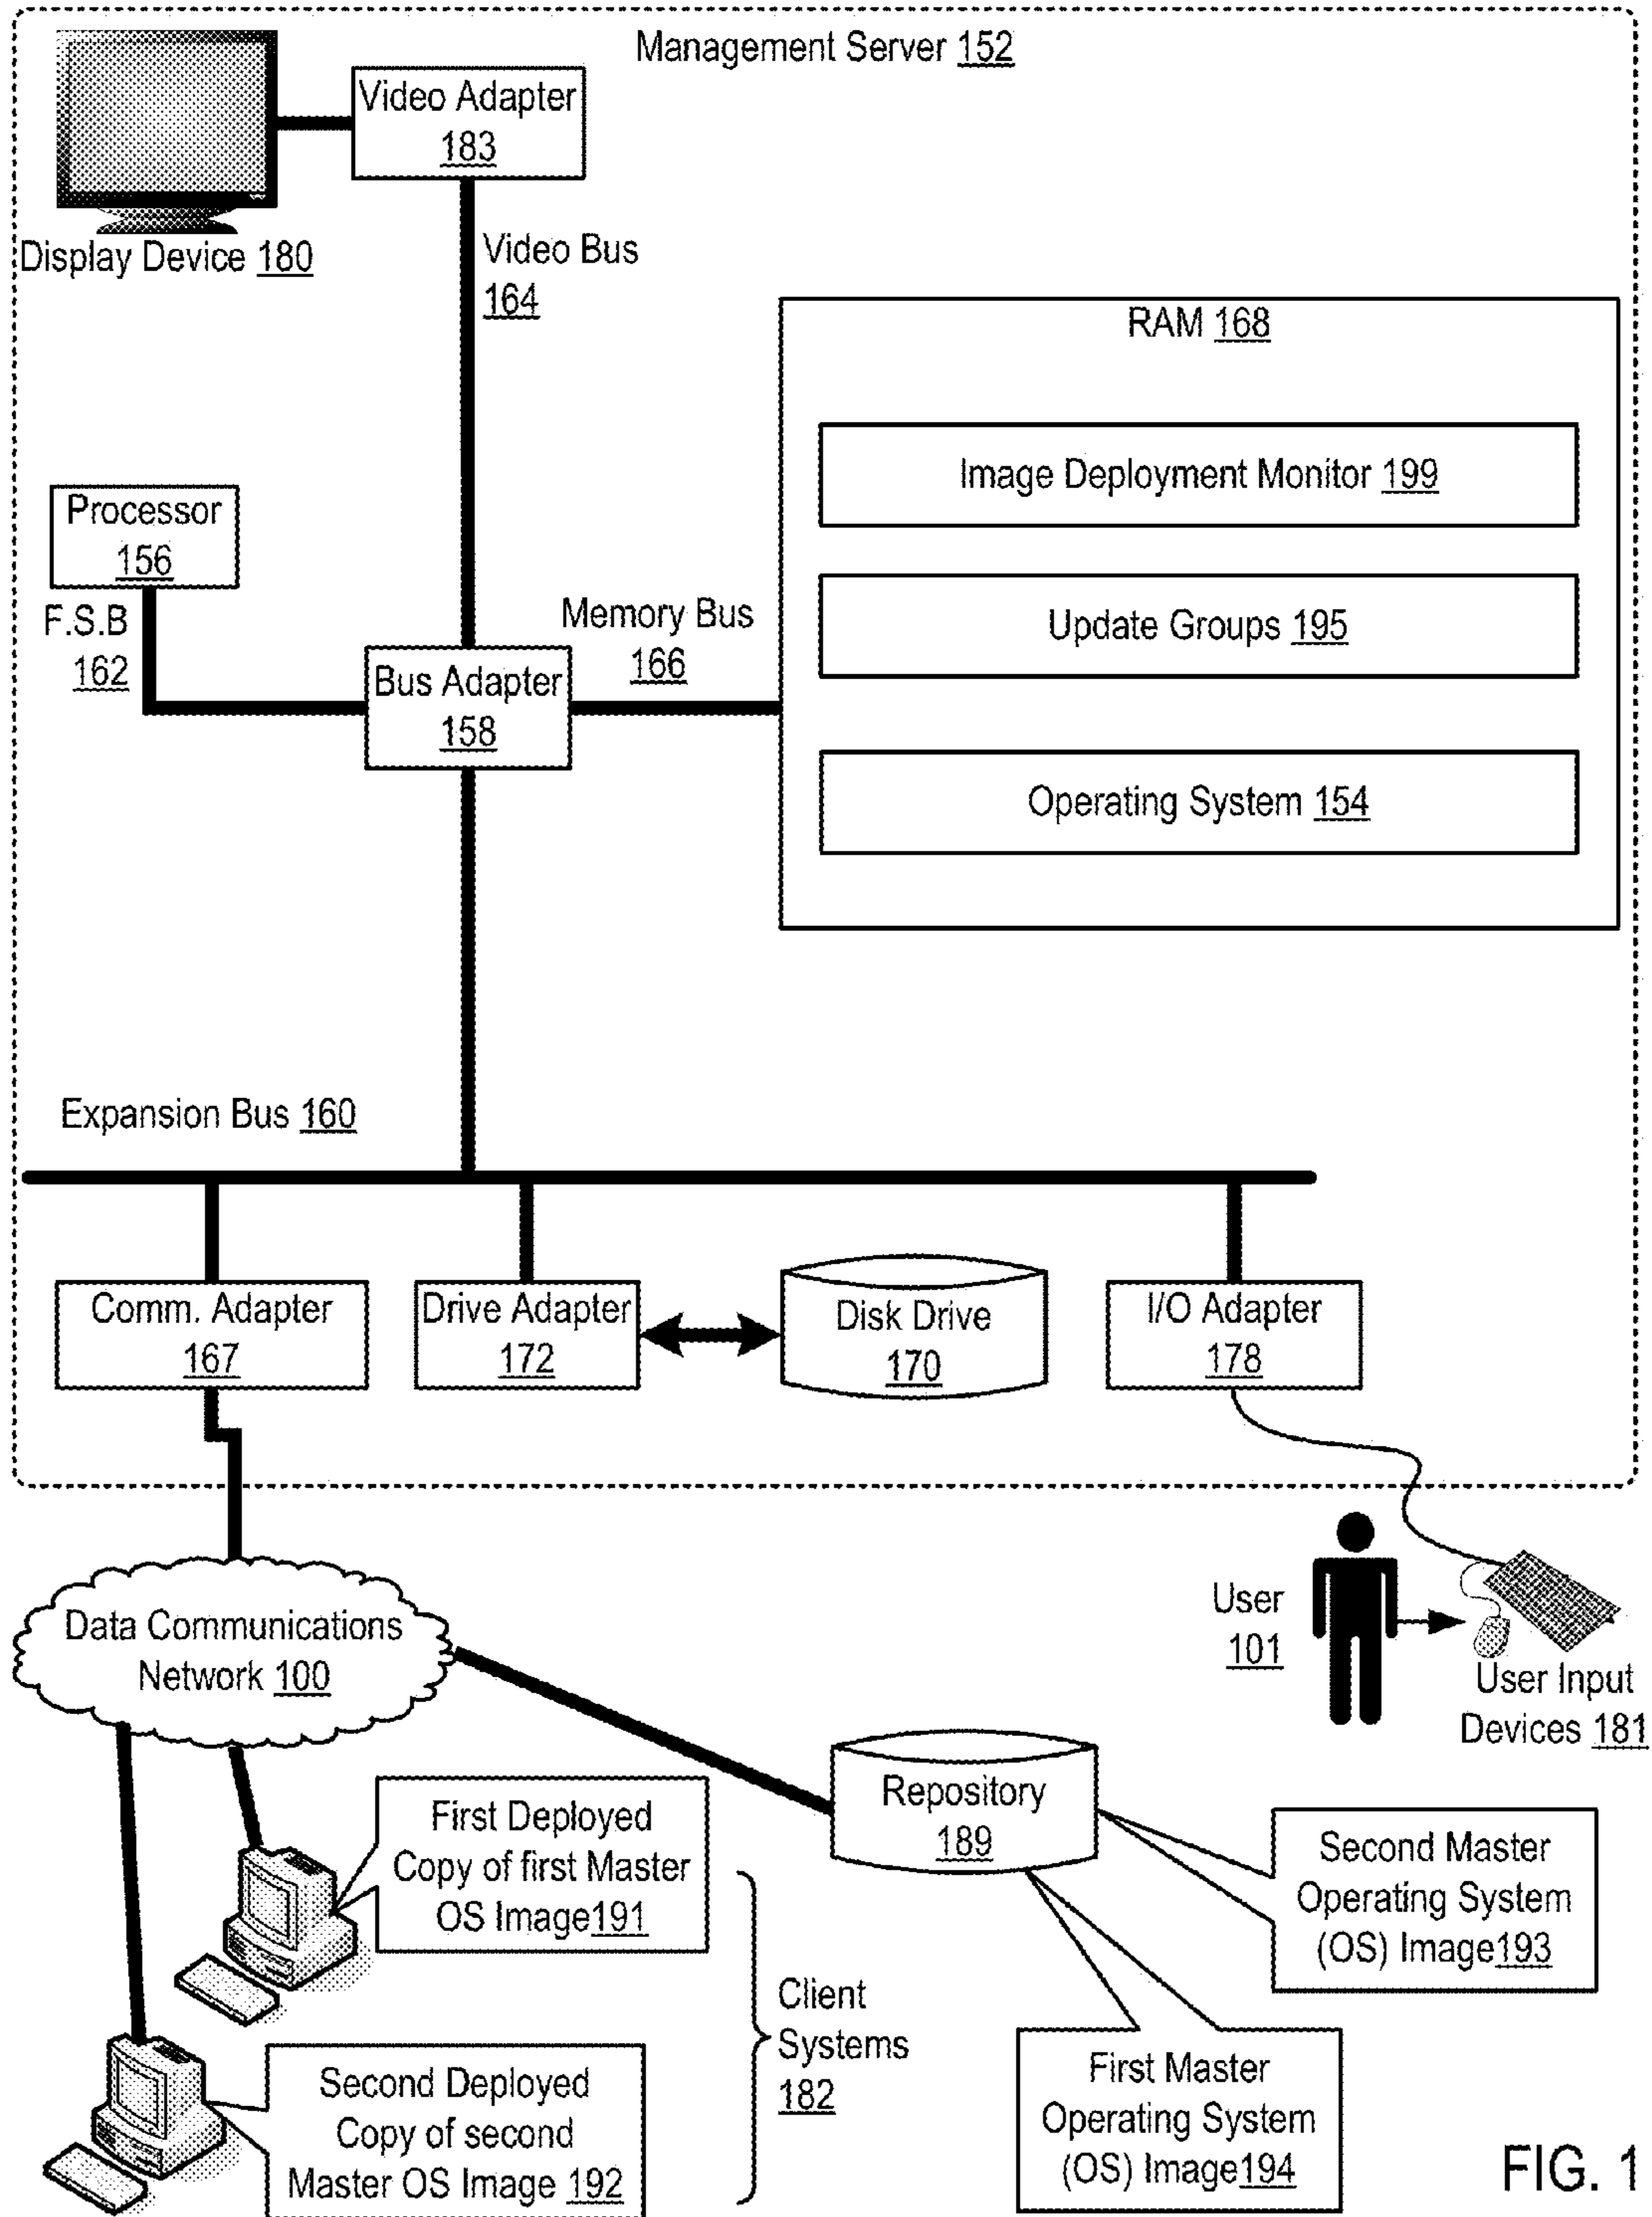 Management Server 152
Video Adapter
183
Display Device 180
Video Bus
164
RAM 168
Image Deployment Monitor 199
Update Groups 195
Operating System 154
Processor
156
F.S.B
162
Memory Bus
166
Bus Adapter
158
Expansion Bus 160
Comm. Adapter
167
Drive Adapter
172
Disk Drive
170
I/O Adapter
178
Data Communications
Network 100
User
101
User Input
Devices 181
Repository
189
First Deployed
Copy of first Master
OS Image191
Second Master
Operating System
(OS) Image193
Client
Systems
182
Second Deployed
Copy of second
Master OS Image 192
First Master
Operating System
(OS) Image194
FIG. 1